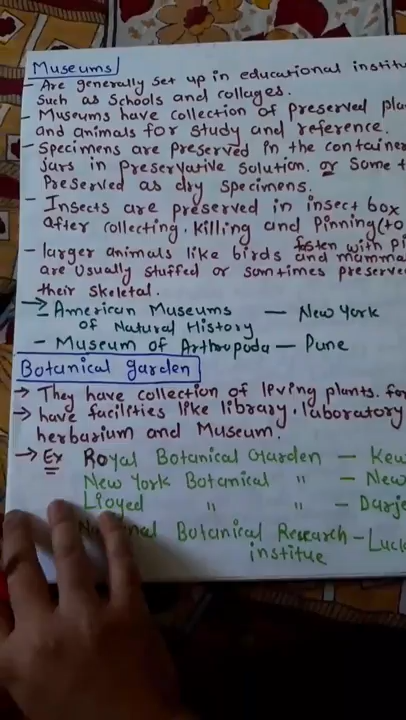 Museums
- Are generally set up in educational institu
such as schools and collages.
- Museums have collection of preserved pla
and animals for study and reference.
- Specimens are preserved in the container
jars in preservative solution. or some t
preserved as dry specimens.
- Insects are preserved in insect box
after collecting, killing and pinning (to
fasten with pi
- larger animals like birds and mamma
are usually stuffed or somtimes preserve
their skeletal.
→ American Museums — New York
of Natural History
- Museum of Arthropoda — Pune
Botanical garden
→ They have collection of leving plants. for
→ have facilities like library, laboratory
herbarium and Museum.
→ Ex Royal Botanical Garden — Kew
New York Botanical " — New
Lioyed " " — Darje
Botanical Research — Luck
institue